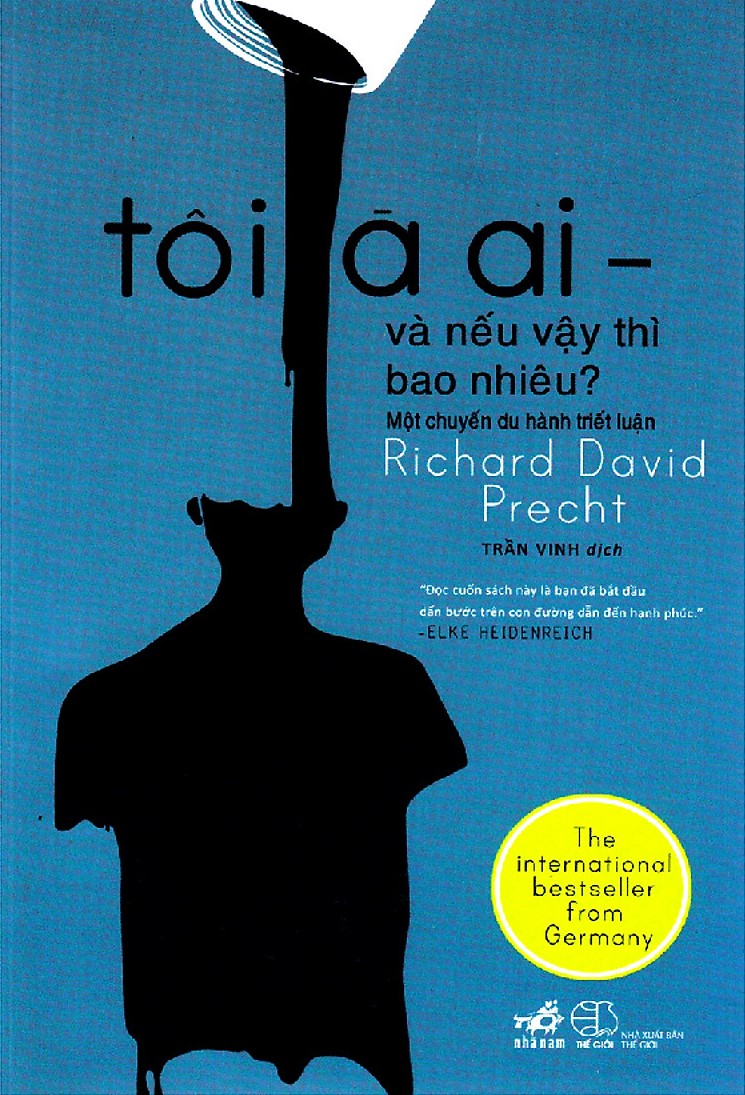 tôi là ai –
và nếu vậy thì
bao nhiêu?
Một chuyến du hành triết luận
Richard David
Precht
TRẦN VINH dịch
"Đọc cuốn sách này là bạn đã bắt đầu
dấn bước trên con đường dẫn đến hạnh phúc."
-ELKE HEIDENREICH
The
international
bestseller
from
Germany
nhã nam
THẾ GIỚI
NHÀ XUẤT BẢN
THẾ GIỚI